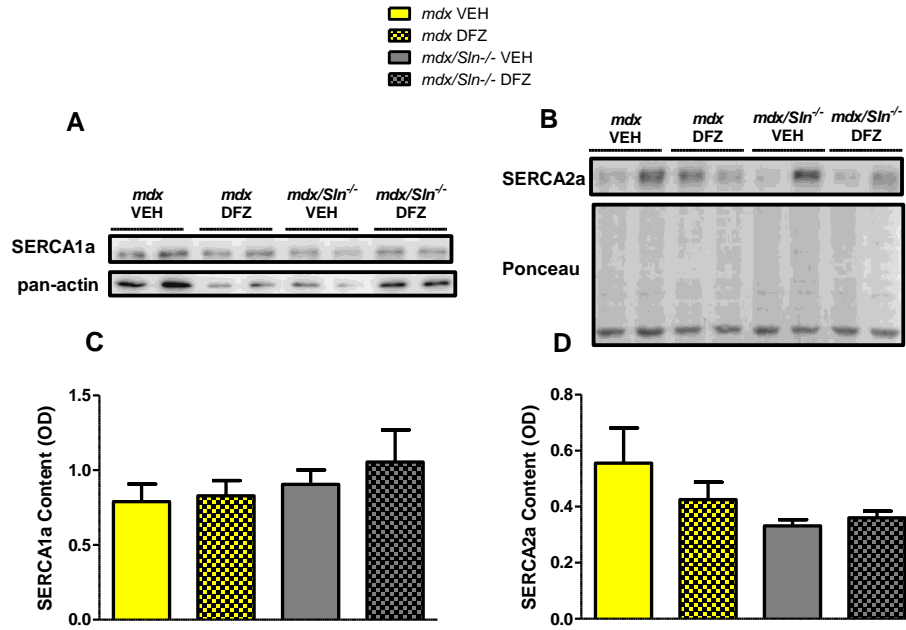 mdx VEH
mdx DFZ
mdx/Sln-/- VEH
mdx/Sln-/- DFZ
A
mdx VEH
mdx DFZ
mdx/Sln-/- VEH
mdx/Sln-/- DFZ
SERCA1a
pan-actin
B
mdx VEH
mdx DFZ
mdx/Sln-/- VEH
mdx/Sln-/- DFZ
SERCA2a
Ponceau
C
SERCA1a Content (OD)
1.5
1.0
0.5
0.0
D
SERCA2a Content (OD)
0.8
0.6
0.4
0.2
0.0